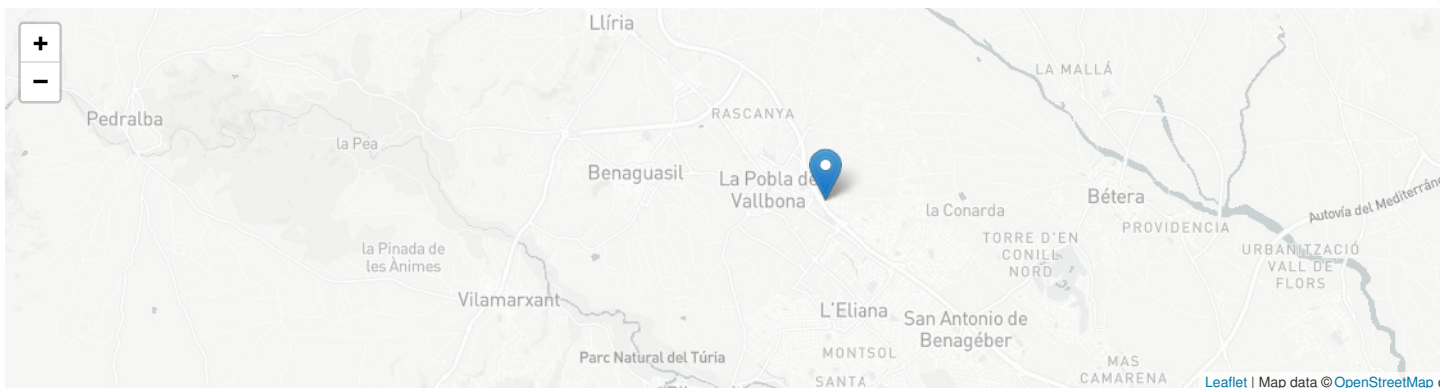 +
−
Llíria
LA MALLÁ
Pedralba
RASCANYA
la Pea
Benaguasil
La Pobla de
Vallbona
la Conarda
Bétera
Autovía del Mediterráne
PROVIDENCIA
TORRE D'EN
CONILL
NORD
URBANITZACIÓ
VALL DE
FLORS
la Pinada de
les Ànimes
Vilamarxant
L'Eliana
San Antonio de
Benagéber
Parc Natural del Túria
MONTSOL
SANTA
MAS
CAMARENA
Leaflet | Map data © OpenStreetMap